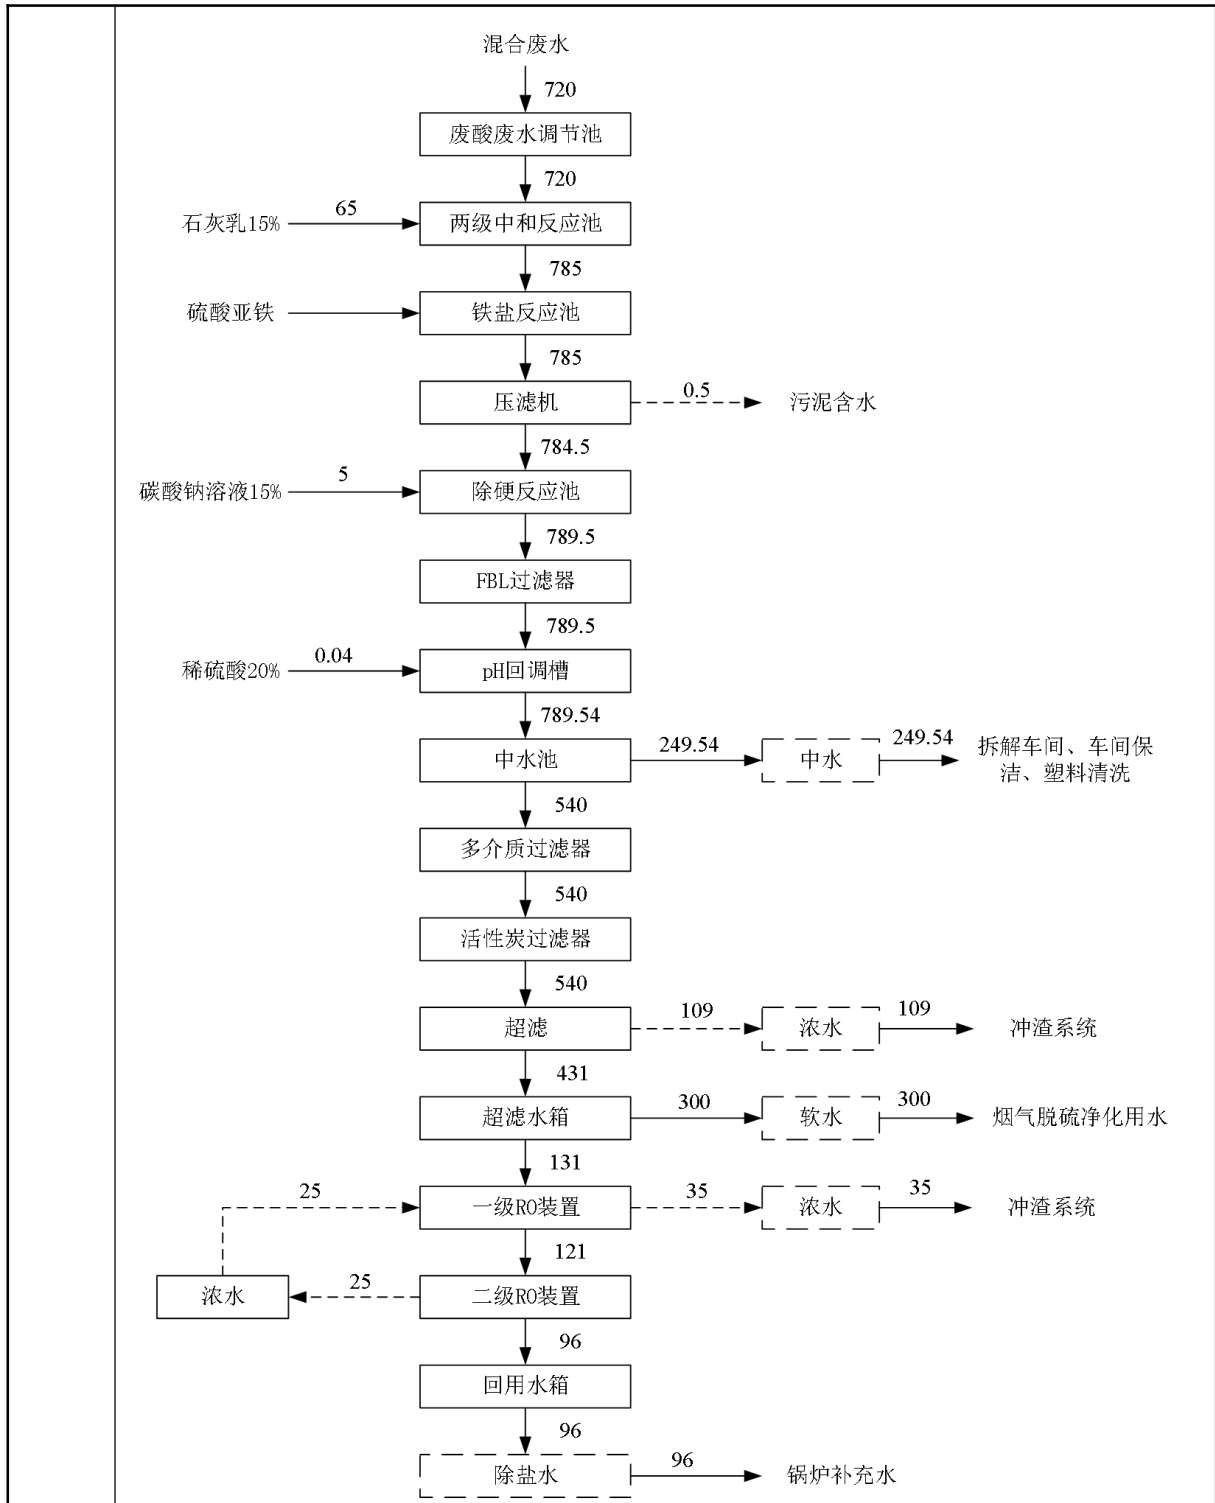 混合废水
720
废酸废水调节池
720
石灰乳15%
65
两级中和反应池
785
硫酸亚铁
铁盐反应池
785
压滤机
0.5
污泥含水
784.5
碳酸钠溶液15%
5
除硬反应池
789.5
FBL过滤器
789.5
稀硫酸20%
0.04
pH回调槽
789.54
中水池
249.54
中水
249.54
拆解车间、车间保
洁、塑料清洗
540
多介质过滤器
540
活性炭过滤器
540
超滤
109
浓水
109
冲渣系统
431
超滤水箱
300
软水
300
烟气脱硫净化用水
131
25
一级RO装置
35
浓水
35
冲渣系统
121
浓水
25
二级RO装置
96
回用水箱
96
除盐水
96
锅炉补充水